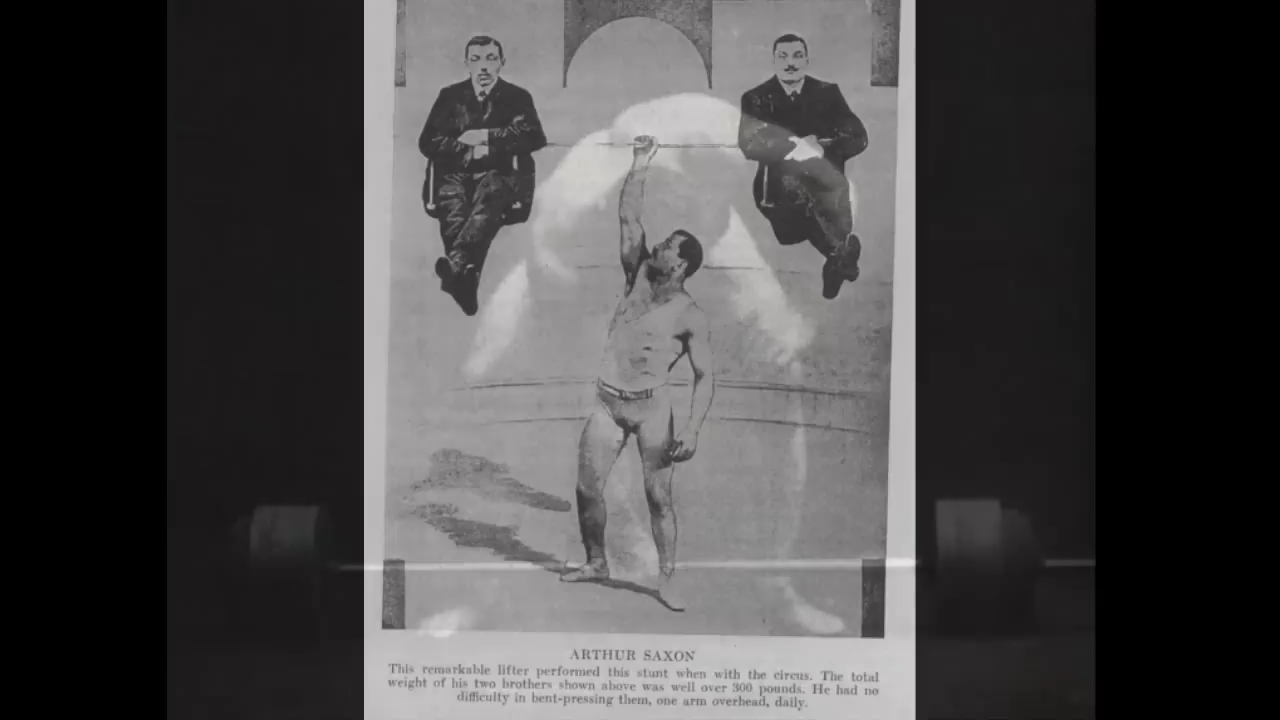 ARTHUR SAXON
This remarkable lifter performed this stunt when with the circus. The total
weight of his two brothers shown above was well over 300 pounds. He had no
difficulty in bent-pressing them, one arm overhead, daily.